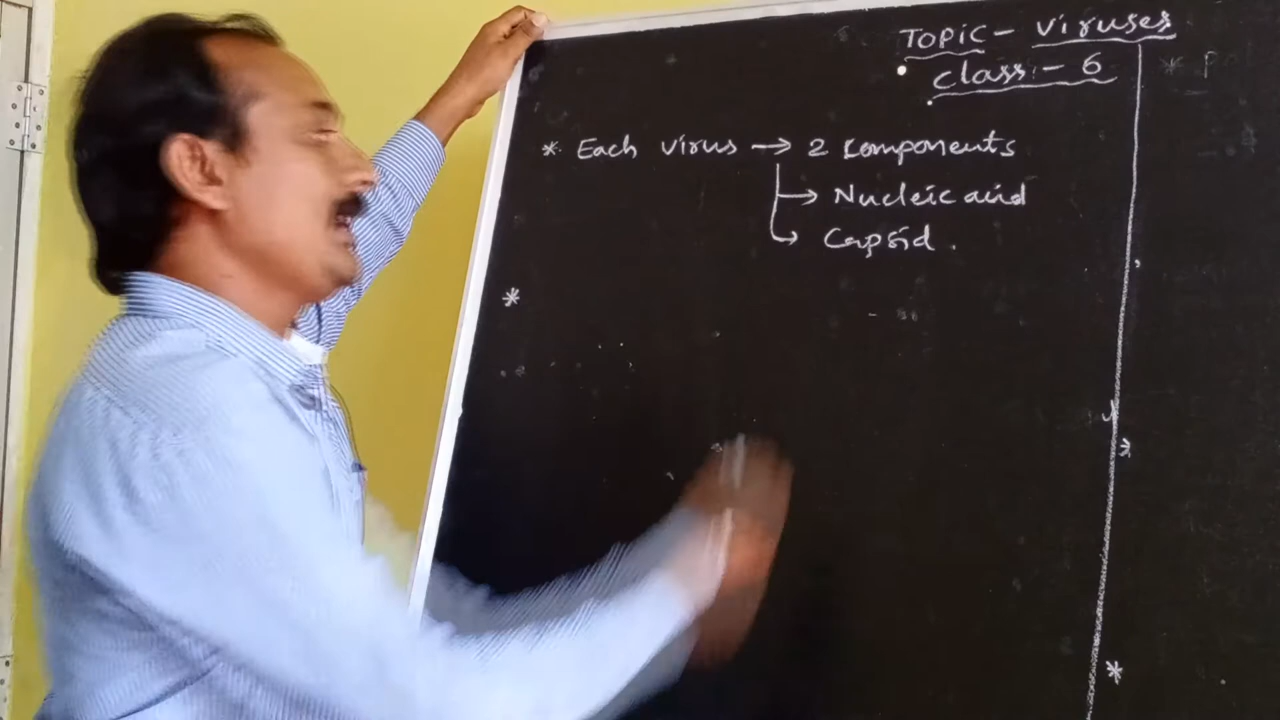 TOPIC - Viruses
class :- 6
* Each virus → 2 components
→ Nucleic acid
→ Capsid .
*
*
*